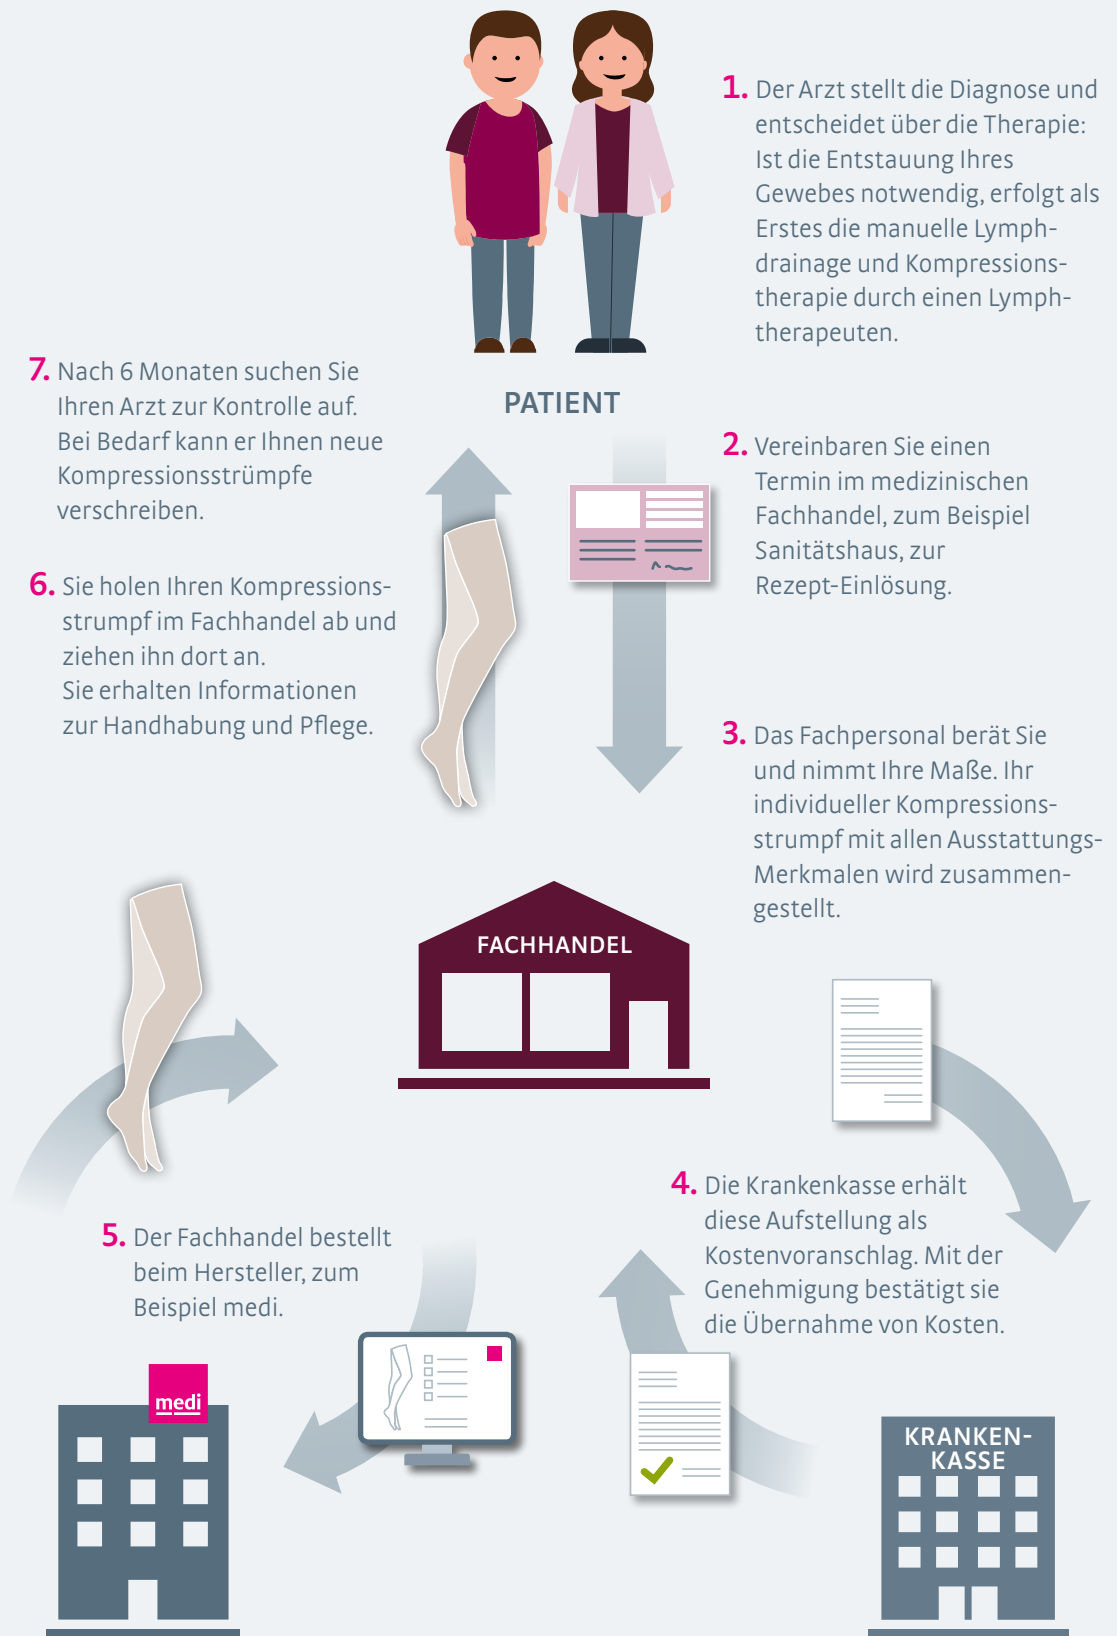 1. Der Arzt stellt die Diagnose und
entscheidet über die Therapie:
Ist die Entstauung Ihres
Gewebes notwendig, erfolgt als
Erstes die manuelle Lymph-
drainage und Kompressions-
therapie durch einen Lymph-
therapeuten.
PATIENT
2. Vereinbaren Sie einen
Termin im medizinischen
Fachhandel, zum Beispiel
Sanitätshaus, zur
Rezept-Einlösung.
3. Das Fachpersonal berät Sie
und nimmt Ihre Maße. Ihr
individueller Kompressions-
strumpf mit allen Ausstattungs-
Merkmalen wird zusammen-
gestellt.
FACHHANDEL
4. Die Krankenkasse erhält
diese Aufstellung als
Kostenvoranschlag. Mit der
Genehmigung bestätigt sie
die Übernahme von Kosten.
KRANKEN-
KASSE
5. Der Fachhandel bestellt
beim Hersteller, zum
Beispiel medi.
medi
6. Sie holen Ihren Kompressions-
strumpf im Fachhandel ab und
ziehen ihn dort an.
Sie erhalten Informationen
zur Handhabung und Pflege.
7. Nach 6 Monaten suchen Sie
Ihren Arzt zur Kontrolle auf.
Bei Bedarf kann er Ihnen neue
Kompressionsstrümpfe
verschreiben.